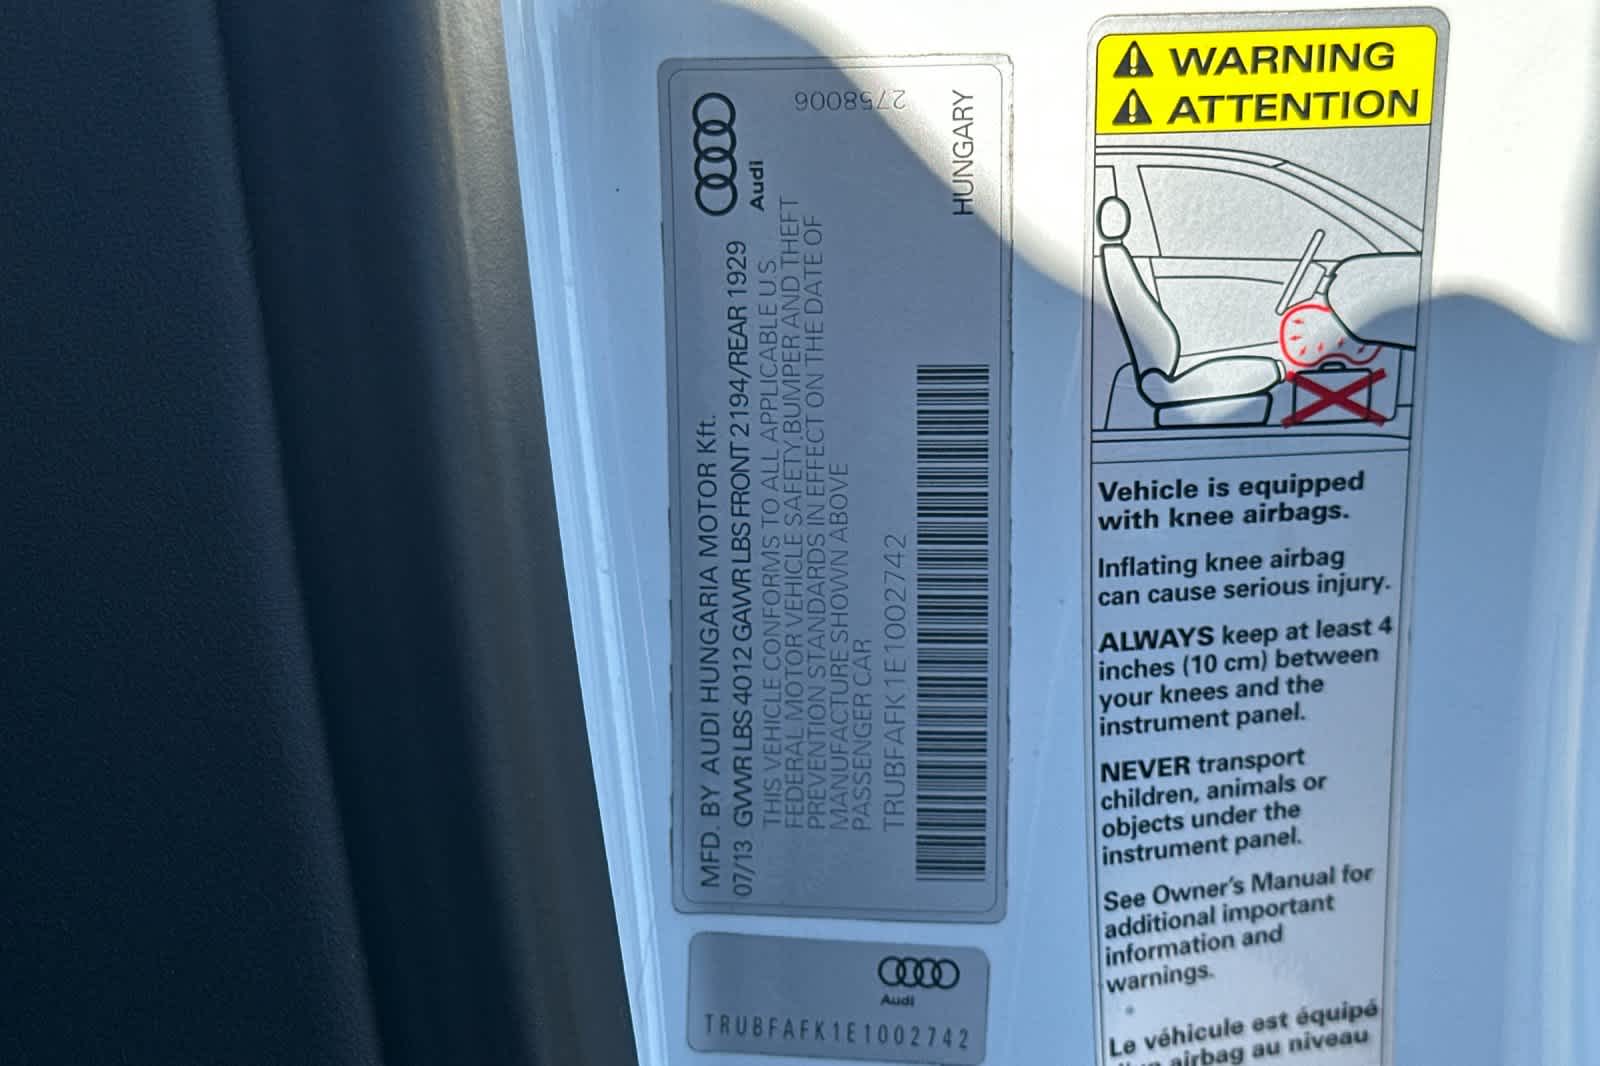 2758006
HUNGARY
Audi
MFD. BY AUDI HUNGARIA MOTOR Kft.
07/13 GVWR LBS 4012 GAWR LBS FRONT 2194/REAR 1929
THIS VEHICLE CONFORMS TO ALL APPLICABLE U.S.
FEDERAL MOTOR VEHICLE SAFETY,BUMPER AND THEFT
PREVENTION STANDARDS IN EFFECT ON THE DATE OF
MANUFACTURE SHOWN ABOVE
PASSENGER CAR
TRUBFAFK1E1002742
Audi
TRUBFAFK1E1002742
WARNING
ATTENTION
Vehicle is equipped
with knee airbags.
Inflating knee airbag
can cause serious injury.
ALWAYS keep at least 4
inches (10 cm) between
your knees and the
instrument panel.
NEVER transport
children, animals or
objects under the
instrument panel.
See Owner's Manual for
additional important
information and
warnings.
Le véhicule est équipé
d'un airbag au niveau